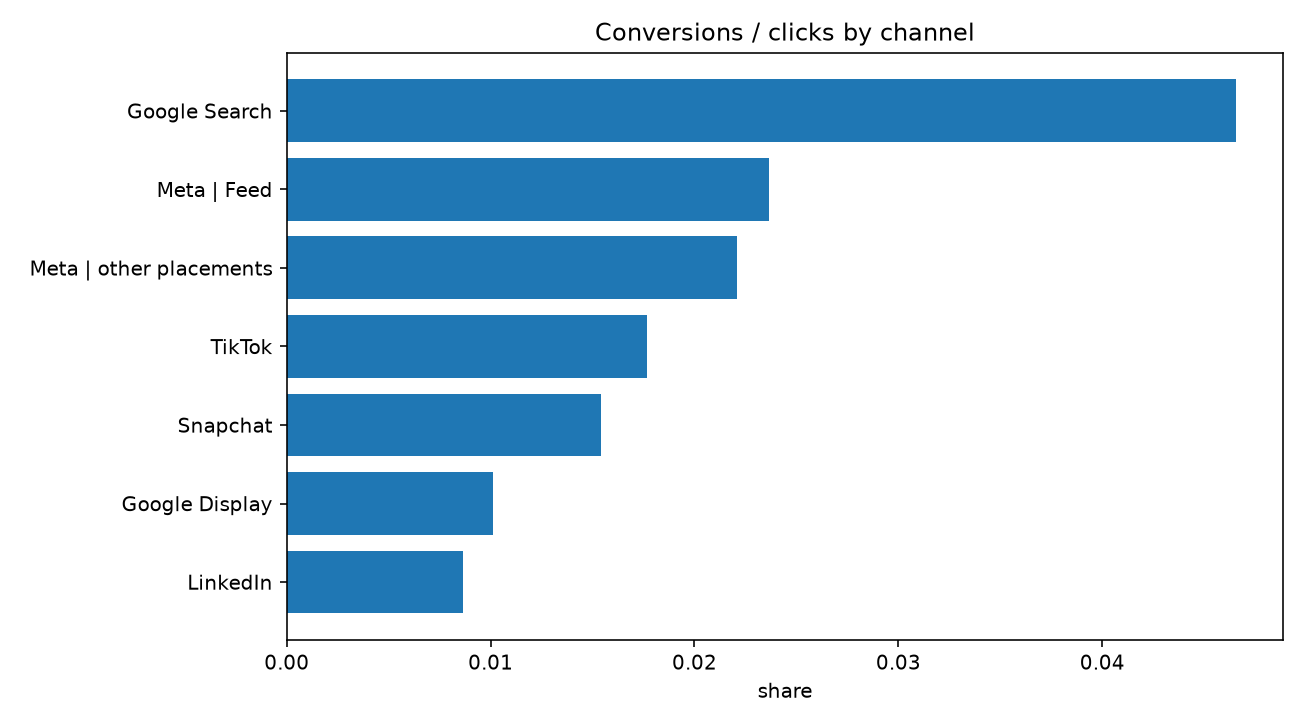 Conversions / clicks by channel
Google Search
Meta | Feed
Meta | other placements
TikTok
Snapchat
Google Display
LinkedIn
0.00 0.01 0.02 0.03 0.04
share